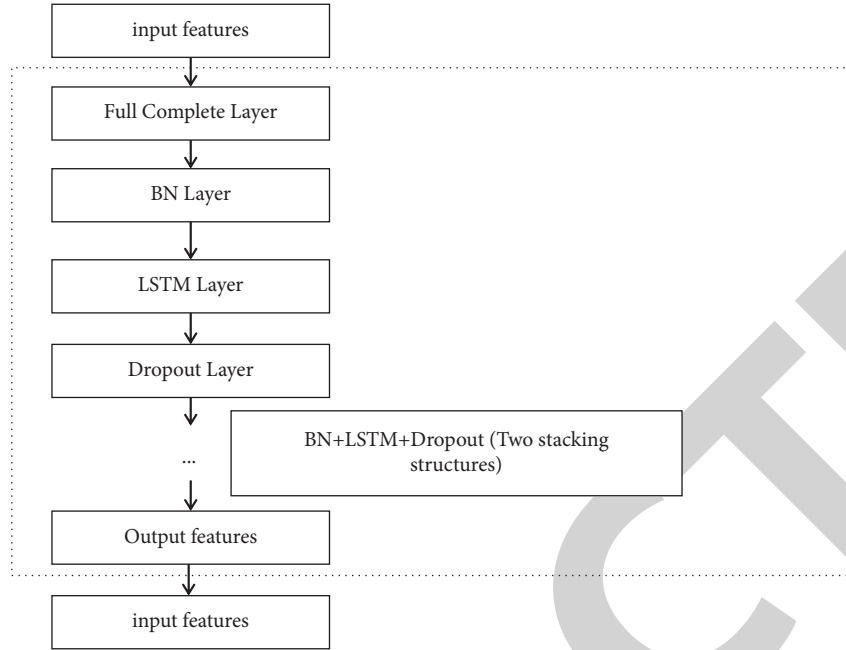 input features
Full Complete Layer
BN Layer
LSTM Layer
Dropout Layer
BN+LSTM+Dropout (Two stacking
structures)
...
Output features
input features